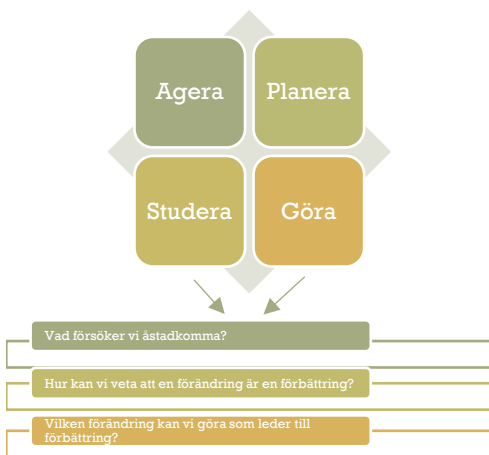 Agera Planera
Studera Göra
Vad försöker vi åstadkomma?
Hur kan vi veta att en förändring är en förbättring?
Vilken förändring kan vi göra som leder till
förbättring?